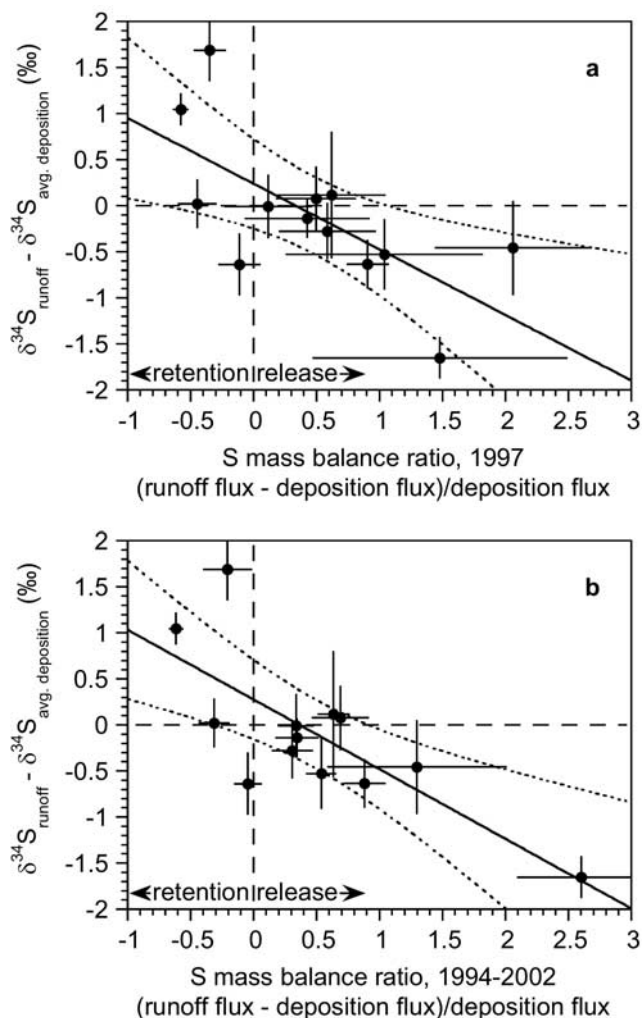 a
2
1.5
1
0.5
0
-0.5
-1
-1.5
-2
δ³⁴S_runoff - δ³⁴S_avg. deposition (‰)
retention release
-1 -0.5 0 0.5 1 1.5 2 2.5 3
S mass balance ratio, 1997
(runoff flux - deposition flux)/deposition flux
b
2
1.5
1
0.5
0
-0.5
-1
-1.5
-2
δ³⁴S_runoff - δ³⁴S_avg. deposition (‰)
retention release
-1 -0.5 0 0.5 1 1.5 2 2.5 3
S mass balance ratio, 1994-2002
(runoff flux - deposition flux)/deposition flux